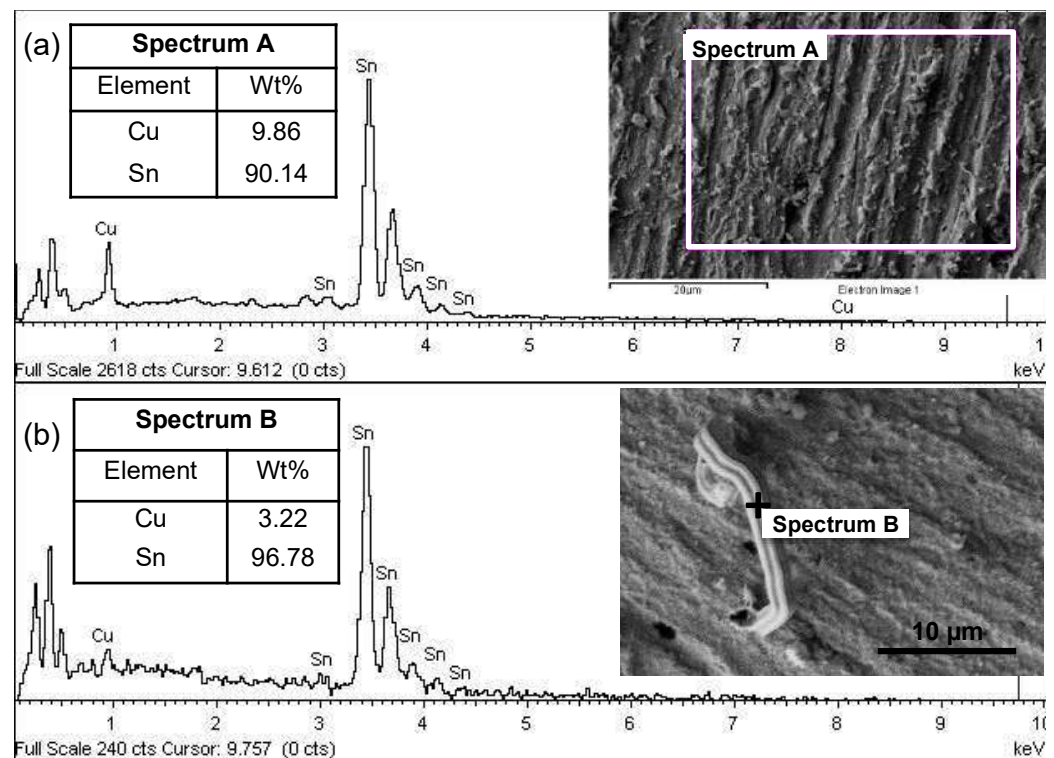 (a)
Spectrum A
Element Wt%
Cu 9.86
Sn 90.14
Cu
Sn
Sn
Sn
Sn
Sn
Spectrum A
20µm Electron Image 1
Cu
1 2 3 4 5 6 7 8 9 1
Full Scale 2618 cts Cursor: 9.612 (0 cts) keV
(b)
Spectrum B
Element Wt%
Cu 3.22
Sn 96.78
Cu
Sn
Sn
Sn
Sn
Sn
Sn
Spectrum B
10 µm
1 2 3 4 5 6 7 8 9 10
Full Scale 240 cts Cursor: 9.757 (0 cts) keV